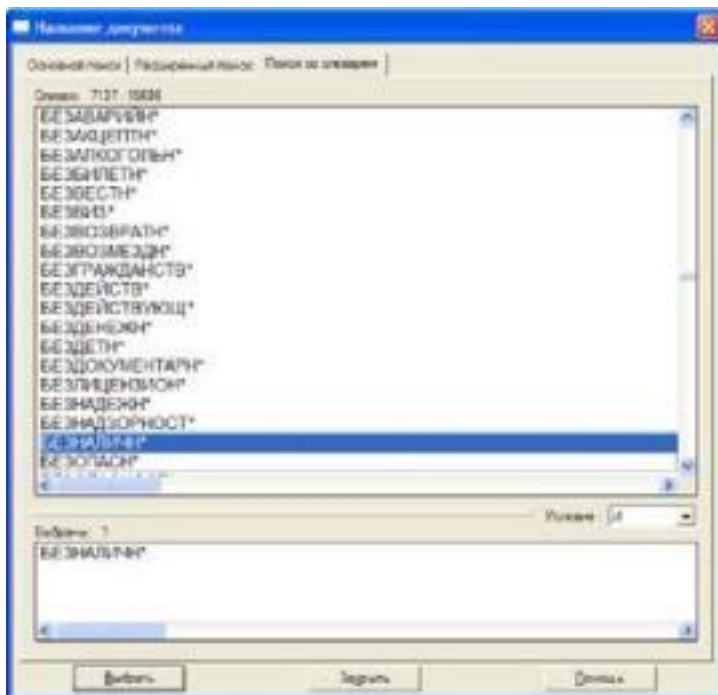 Название документа
Основной поиск Расширенный поиск Поиск по словарям
БЕЗАВАРИЙН*
БЕЗАКЦЕПТН*
БЕЗАЛКОГОЛЬН*
БЕЗБИЛЕТН*
БЕЗВЕСТН*
БЕЗВИЗ*
БЕЗВОЗВРАТН*
БЕЗВОЗМЕЗДН*
БЕЗГРАЖДАНСТВ*
БЕЗДЕЙСТВ*
БЕЗДЕЙСТВУЮЩ*
БЕЗДЕНЕЖН*
БЕЗДЕТН*
БЕЗДОКУМЕНТАРН*
БЕЗЛИЦЕНЗИОН*
БЕЗНАДЕЖН*
БЕЗНАДЗОРНОСТ*
БЕЗНАЛИЧН*
БЕЗОПАСН*
Условие: И
Выбрано: 1
БЕЗНАЛИЧН*
Выбрать Закрыть Помощь